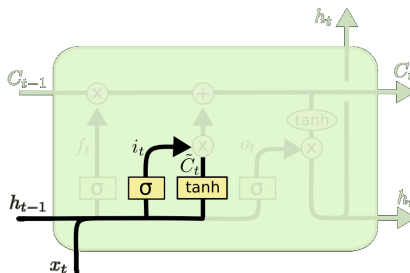 h_t
C_{t-1} × + C_t
tanh
f_t i_t × o_t ×
C̃_t
σ σ tanh σ
h_{t-1} h_t
x_t